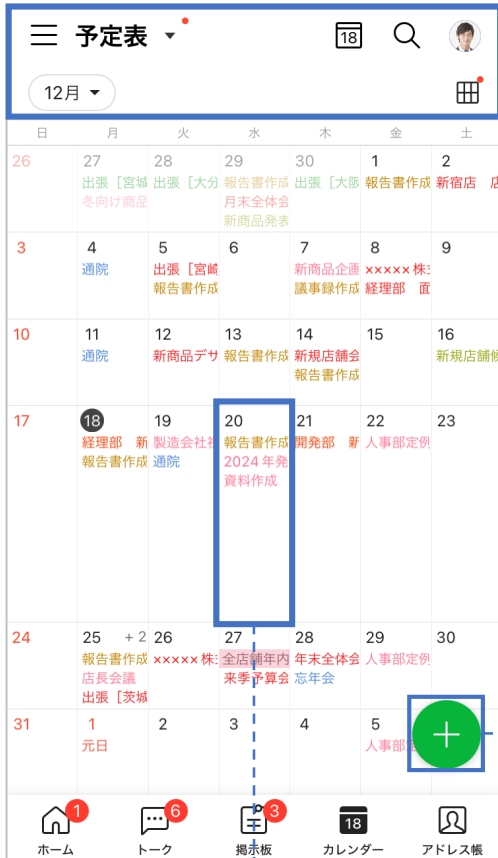 予定表
18
12月
日 月 火 水 木 金 土
26 27 28 29 30 1 2
出張［宮城 出張［大分 報告書作成 出張［大阪 報告書作成 新宿店 店
冬向け商品 月末全体会
新商品発表
3 4 5 6 7 8 9
通院 出張［宮崎 新商品企画 ×××××株
報告書作成 議事録作成 経理部 面
10 11 12 13 14 15 16
通院 新商品デザ 報告書作成 新規店舗会 新規店舗候
報告書作成
17 18 19 20 21 22 23
経理部 新 製造会社視 報告書作成 開発部 新 人事部定例
報告書作成 通院 2024年発
資料作成
24 25 +2 26 27 28 29 30
報告書作成 ×××××株 全店舗年内 年末全体会 人事部定例
店長会議 来季予算会 忘年会
出張［茨城
31 1 2 3 4 5
元日 人事部
1 6 3 18
ホーム トーク 掲示板 カレンダー アドレス帳